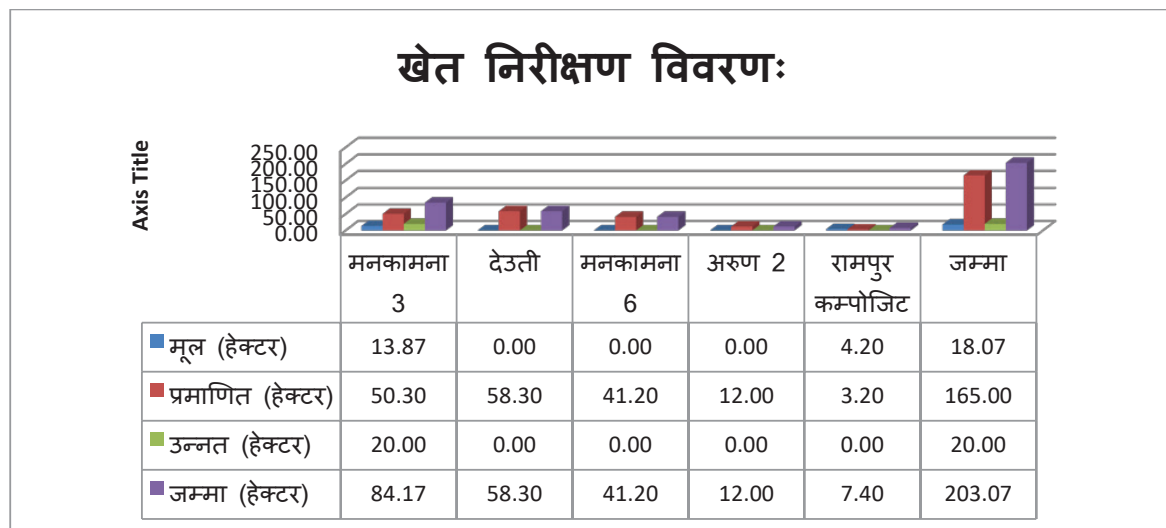 खेत निरीक्षण विवरणः
Axis Title
250.00
200.00
150.00
100.00
50.00
0.00
मनकामना 3 देउती मनकामना 6 अरुण 2 रामपुर कम्पोजिट जम्मा
मूल (हेक्टर) 13.87 0.00 0.00 0.00 4.20 18.07
प्रमाणित (हेक्टर) 50.30 58.30 41.20 12.00 3.20 165.00
उन्नत (हेक्टर) 20.00 0.00 0.00 0.00 0.00 20.00
जम्मा (हेक्टर) 84.17 58.30 41.20 12.00 7.40 203.07